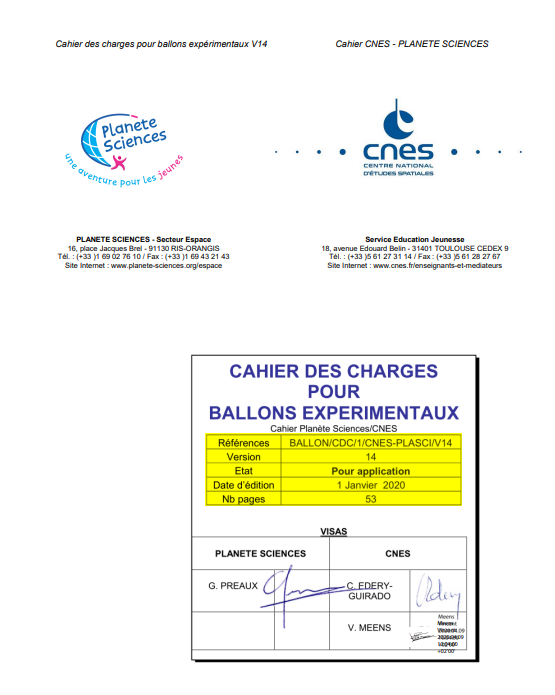 Cahier des charges pour ballons expérimentaux V14
Cahier CNES - PLANETE SCIENCES
Planète
Sciences
une aventure pour les jeunes
cnes
CENTRE NATIONAL
D'ÉTUDES SPATIALES
PLANETE SCIENCES - Secteur Espace
16, place Jacques Brel - 91130 RIS-ORANGIS
Tél. : (+33 )1 69 02 76 10 / Fax : (+33 )1 69 43 21 43
Site Internet : www.planete-sciences.org/espace
Service Education Jeunesse
18, avenue Edouard Belin - 31401 TOULOUSE CEDEX 9
Tél. : (+33 )5 61 27 31 14 / Fax : (+33 )5 61 28 27 67
Site Internet : www.cnes.fr/enseignants-et-mediateurs
CAHIER DES CHARGES
POUR
BALLONS EXPERIMENTAUX
Cahier Planète Sciences/CNES
Références BALLON/CDC/1/CNES-PLASCI/V14
Version 14
Etat Pour application
Date d'édition 1 Janvier 2020
Nb pages 53
VISAS
PLANETE SCIENCES CNES
G. PREAUX C. EDERY-
GUIRADO
V. MEENS
Meens
+02'00'